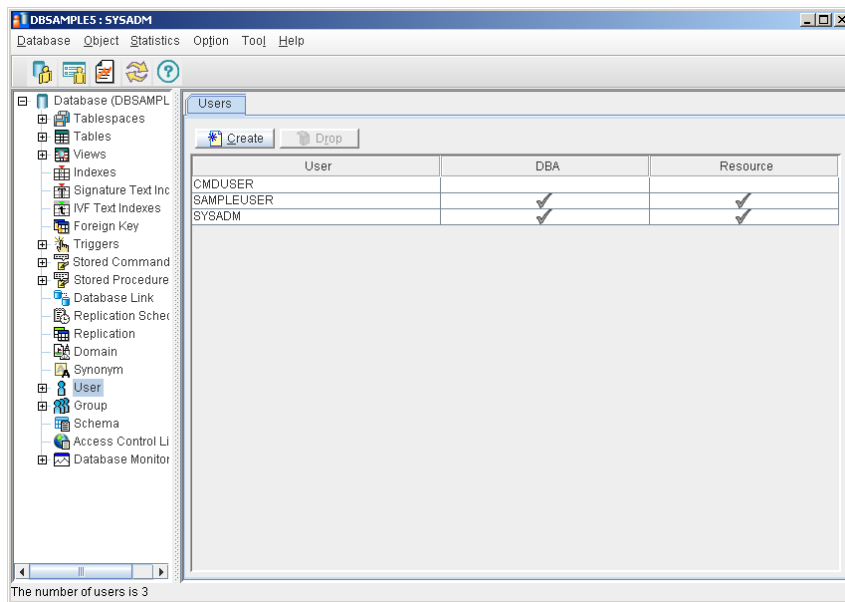 DBSAMPLE5 : SYSADM
Database Object Statistics Option Tool Help
Database (DBSAMPL
Tablespaces
Tables
Views
Indexes
Signature Text Inc
IVF Text Indexes
Foreign Key
Triggers
Stored Command
Stored Procedure
Database Link
Replication Sched
Replication
Domain
Synonym
User
Group
Schema
Access Control Li
Database Monitor
Users
Create Drop
User DBA Resource
CMDUSER
SAMPLEUSER
SYSADM
The number of users is 3